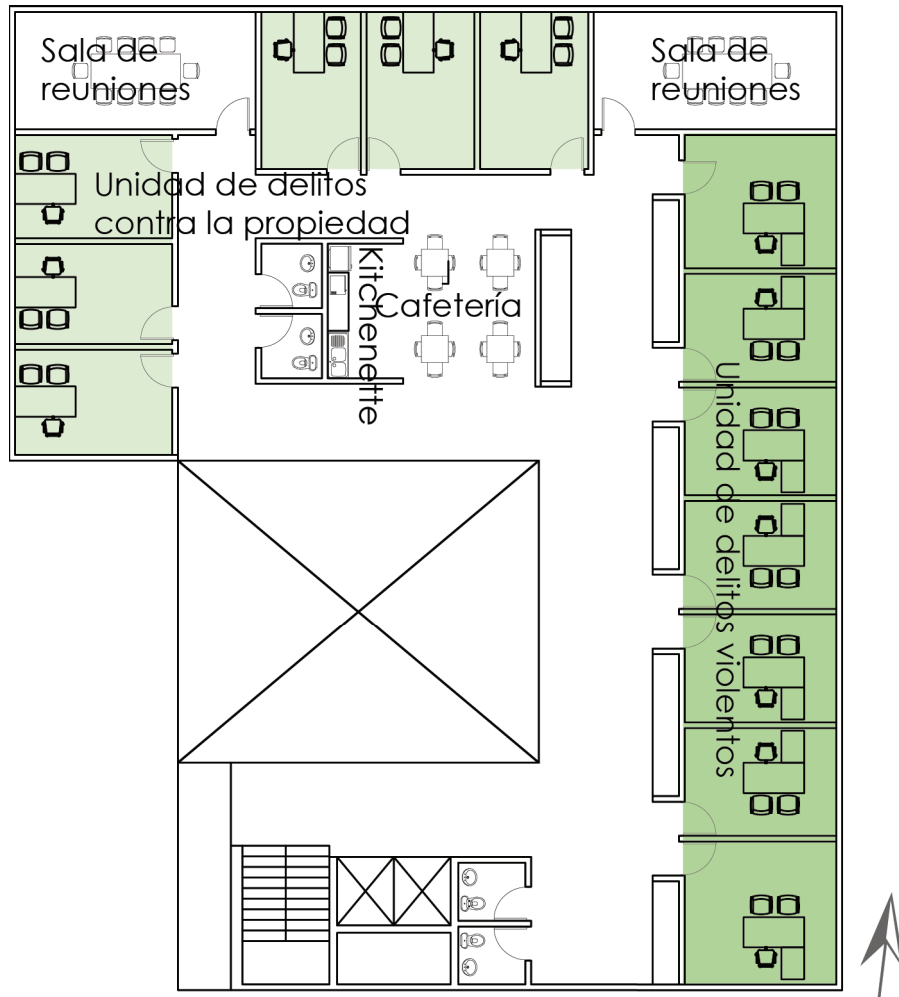 Sala de
reuniones
Sala de
reuniones
Unidad de delitos
contra la propiedad
Kitchenette
Cafetería
Unidad de delitos violentos